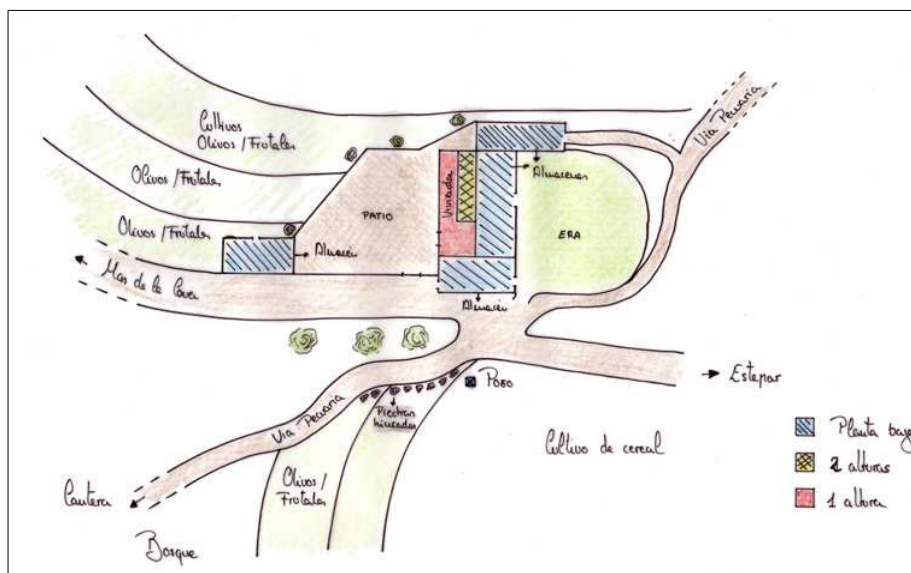 Cultivos
Olivos/Frutales
Olivos/Frutales
Olivos/Frutales
Almacén
PATIO
Vivienda
Almacenes
ERA
Vía Pecuaria
Mas de la Cova
Almacén
Pozo
Estepar
Vía Pecuaria
Piedras
hincadas
Olivos/
Frutales
Cultivo de cereal
Cantera
Bosque
Planta baja
2 alturas
1 altura